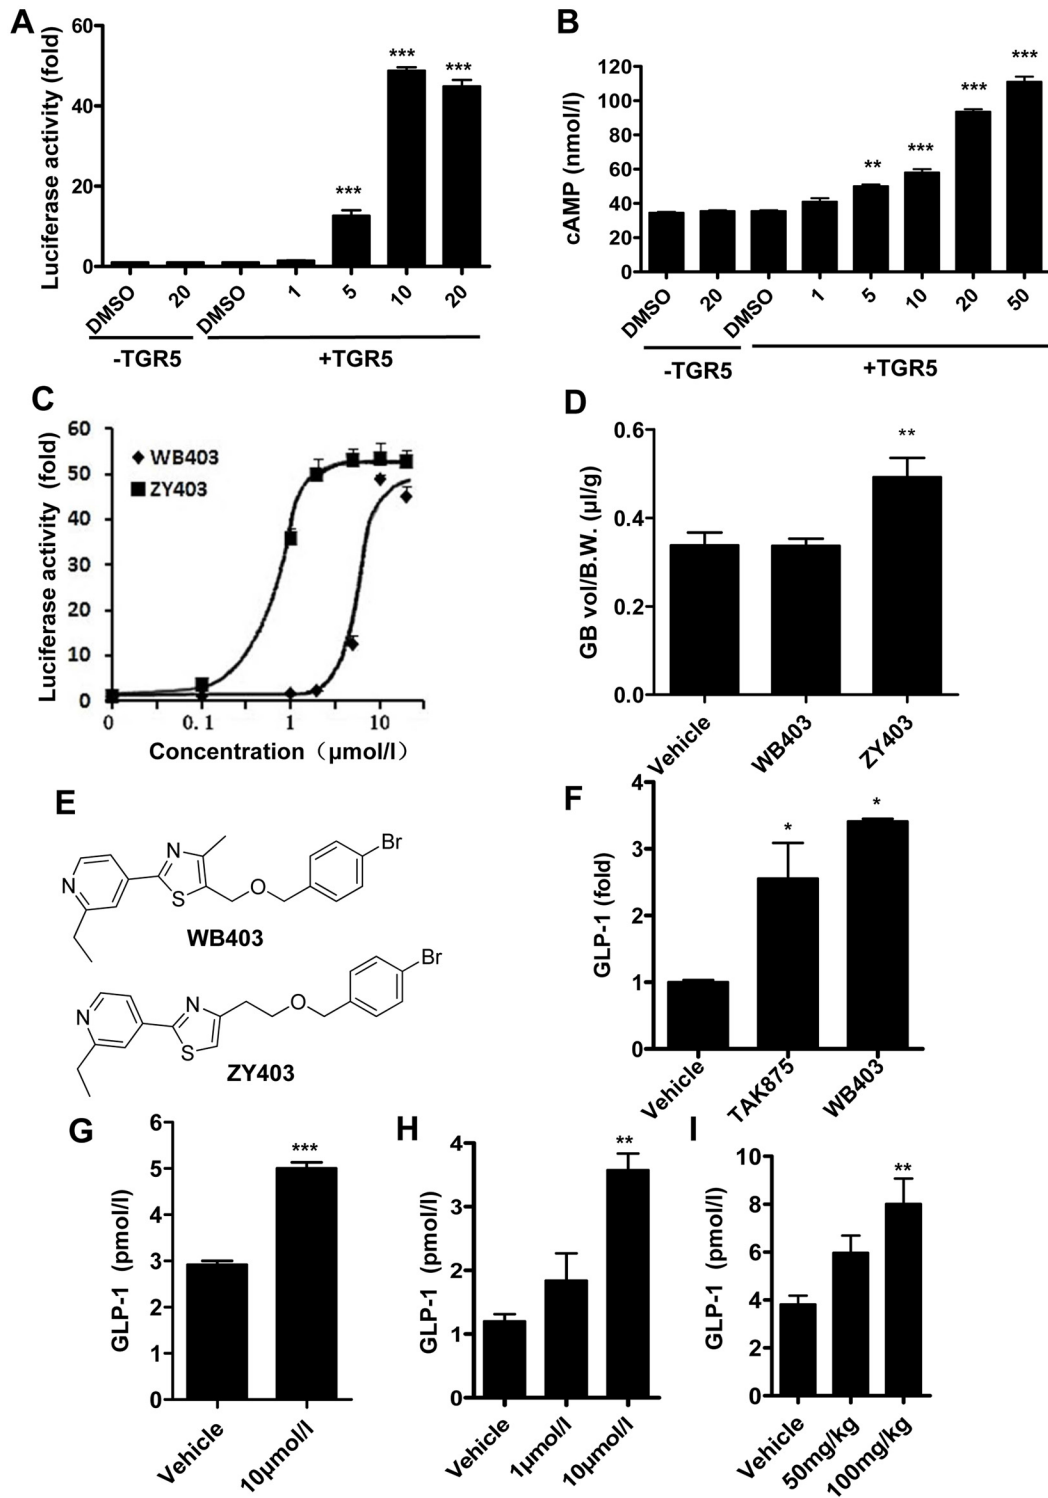 A
Luciferase activity (fold)
60
40
20
0
***
***
***
DMSO
20
DMSO
1
5
10
20
-TGR5
+TGR5
B
cAMP (nmol/l)
120
100
80
60
40
20
0
**
***
***
***
DMSO
20
DMSO
1
5
10
20
50
-TGR5
+TGR5
C
Luciferase activity (fold)
60
50
40
30
20
10
0
WB403
ZY403
0
0.1
1
10
Concentration (μmol/l)
D
GB vol/B.W. (μl/g)
0.6
0.4
0.2
0.0
**
Vehicle
WB403
ZY403
E
N
N
S
O
Br
WB403
N
N
S
O
Br
ZY403
F
GLP-1 (fold)
4
3
2
1
0
*
*
Vehicle
TAK875
WB403
G
GLP-1 (pmol/l)
6
5
4
3
2
1
0
***
Vehicle
10μmol/l
H
GLP-1 (pmol/l)
4
3
2
1
0
**
Vehicle
1μmol/l
10μmol/l
I
GLP-1 (pmol/l)
10
8
6
4
2
0
**
Vehicle
50mg/kg
100mg/kg